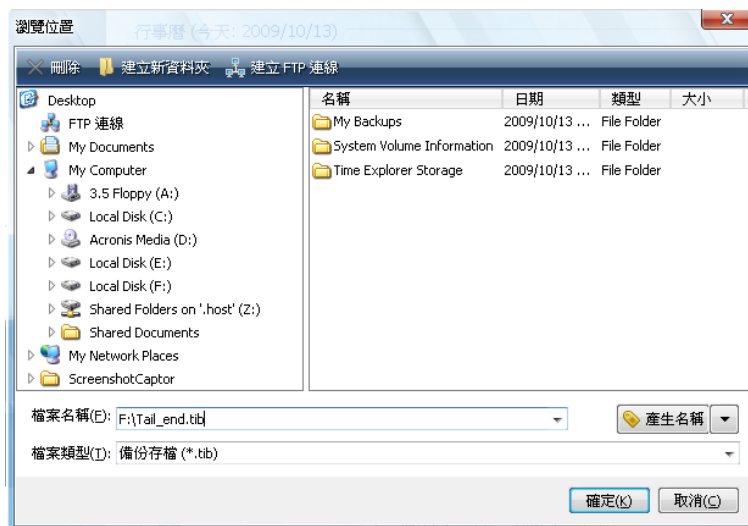 瀏覽位置
行事曆 (今天: 2009/10/13)
刪除 建立新資料夾 建立 FTP 連線
Desktop
FTP 連線
My Documents
My Computer
3.5 Floppy (A:)
Local Disk (C:)
Acronis Media (D:)
Local Disk (E:)
Local Disk (F:)
Shared Folders on '.host' (Z:)
Shared Documents
My Network Places
ScreenshotCaptor
名稱 日期 類型 大小
My Backups 2009/10/13 ... File Folder
System Volume Information 2009/10/13 ... File Folder
Time Explorer Storage 2009/10/13 ... File Folder
檔案名稱(F): F:\Tail_end.tib 產生名稱
檔案類型(T): 備份存檔 (*.tib)
確定(K) 取消(C)